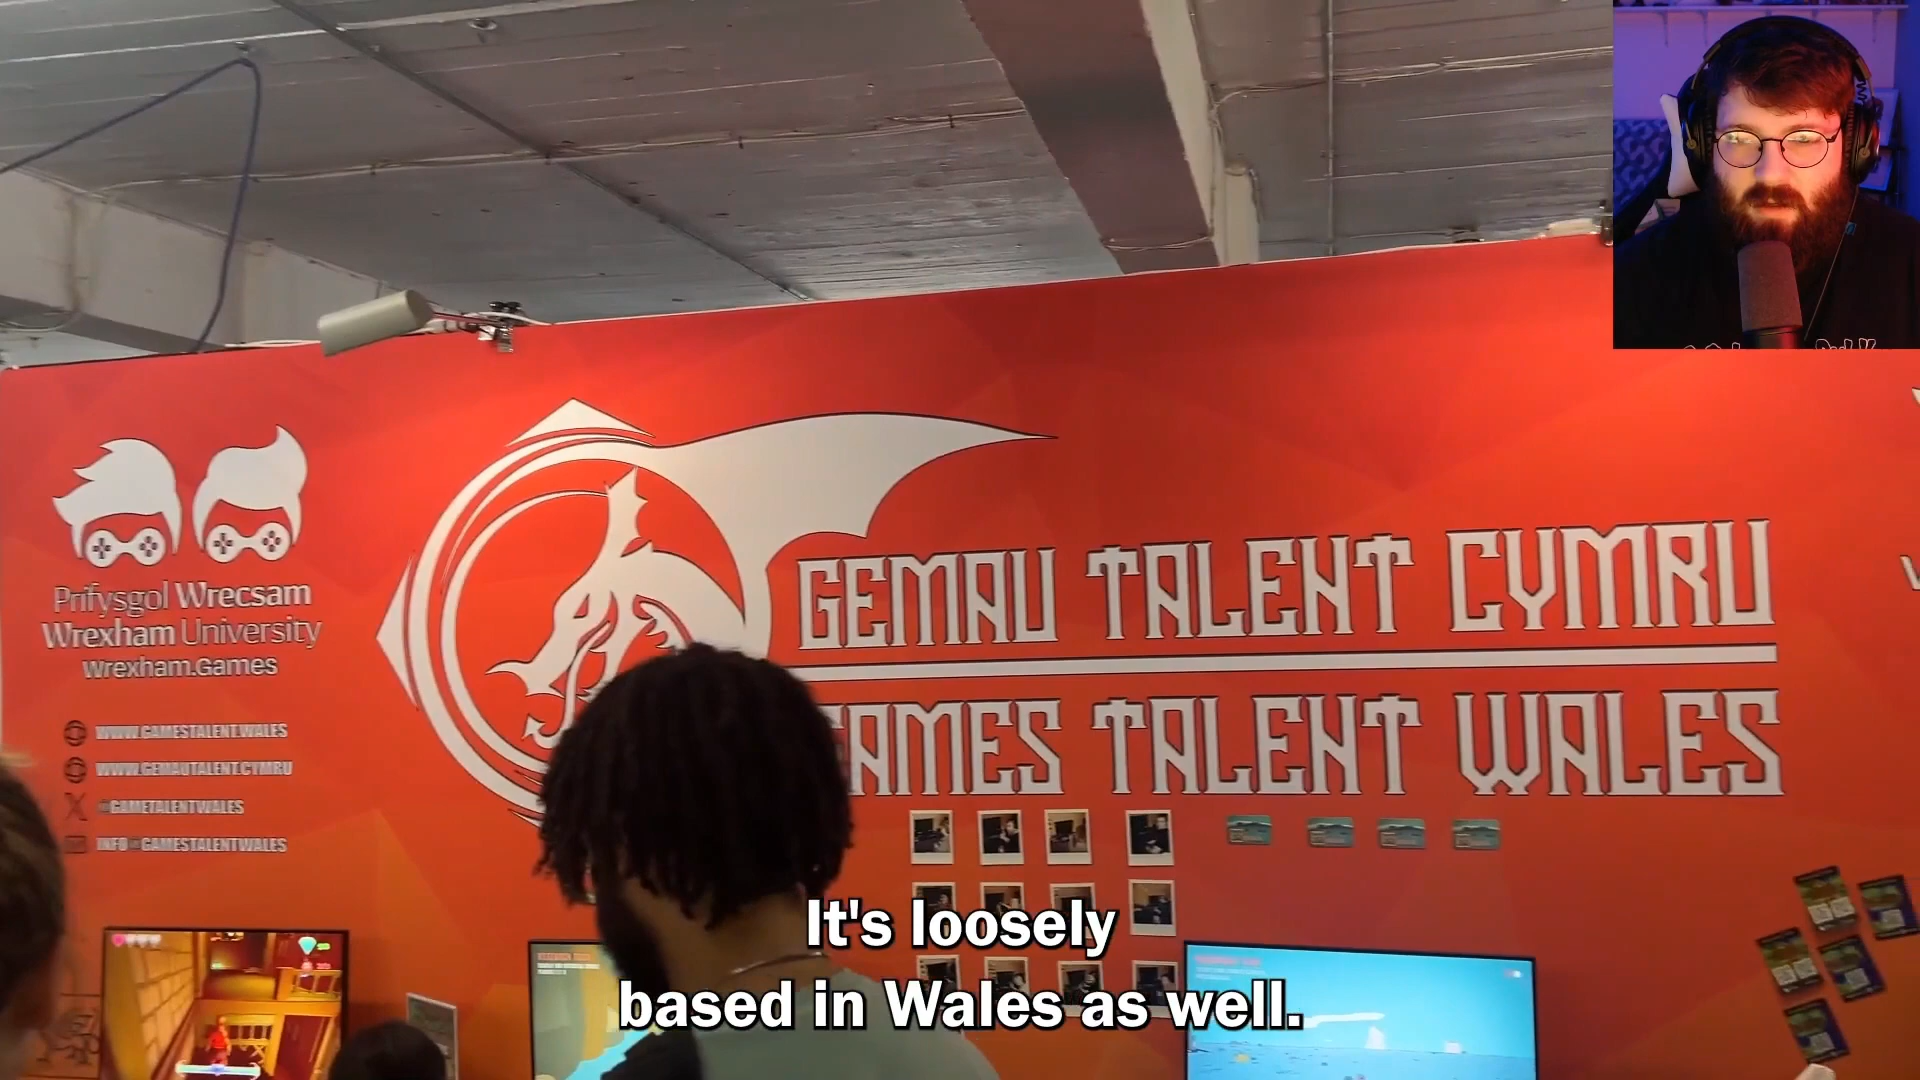 GEMAU TALENT CYMRU
GAMES TALENT WALES
Prifysgol Wrecsam
Wrexham University
Wrexham.Games
WWW.GAMESTALENT.WALES
WWW.GEMAUTALENT.CYMRU
@GAMETALENTWALES
INFO@GAMESTALENTWALES
It's loosely
based in Wales as well.